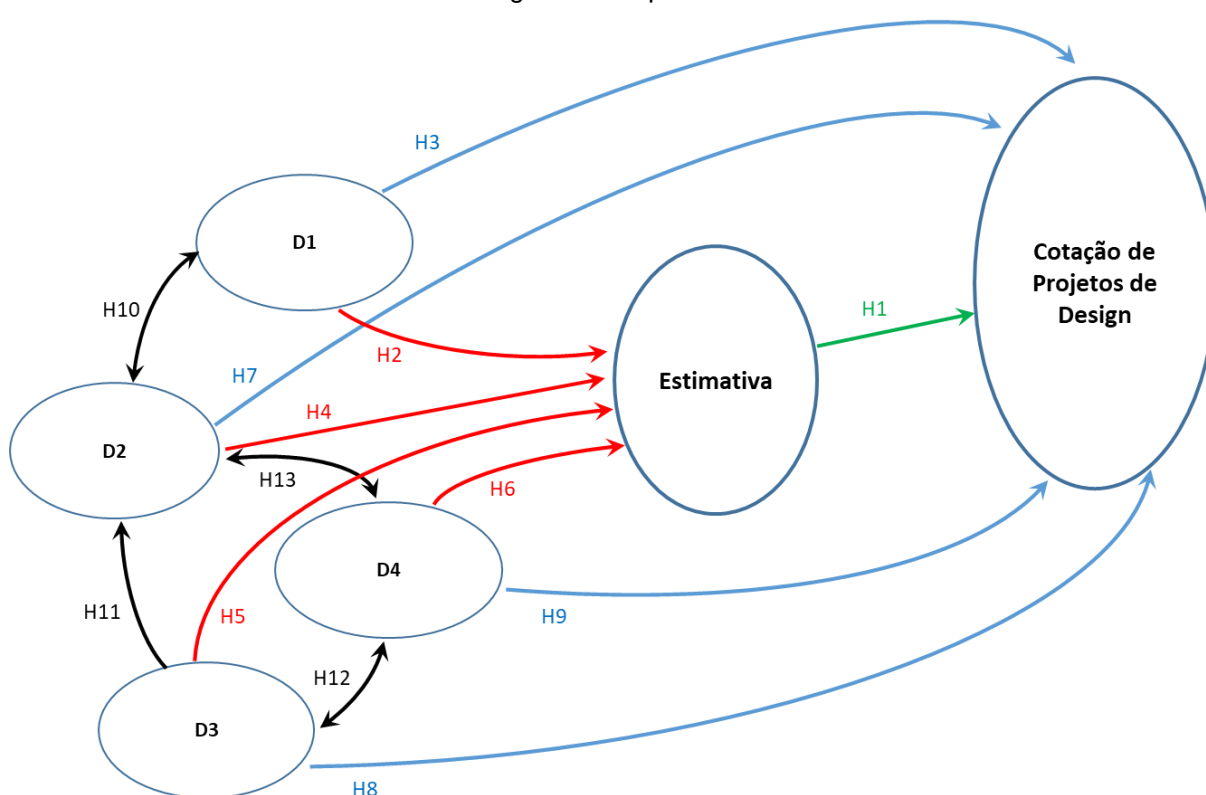 H3
D1
Cotação de
Projetos de
Design
H10
H1
H2
H7
Estimativa
H4
D2
H13
H6
D4
H11
H5
H9
H12
D3
H8